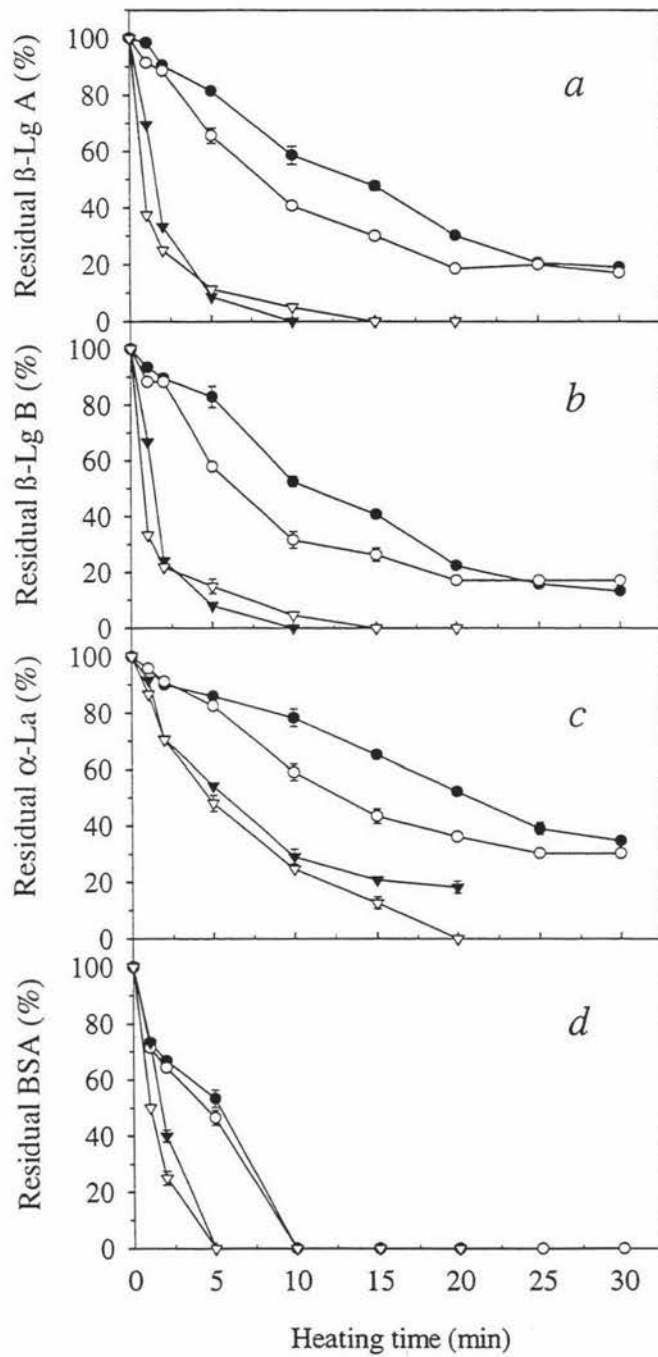 100
80
60
40
20
0
Residual ß-Lg A (%)
a
100
80
60
40
20
0
Residual ß-Lg B (%)
b
100
80
60
40
20
0
Residual α-La (%)
c
100
80
60
40
20
0
Residual BSA (%)
d
0 5 10 15 20 25 30
Heating time (min)